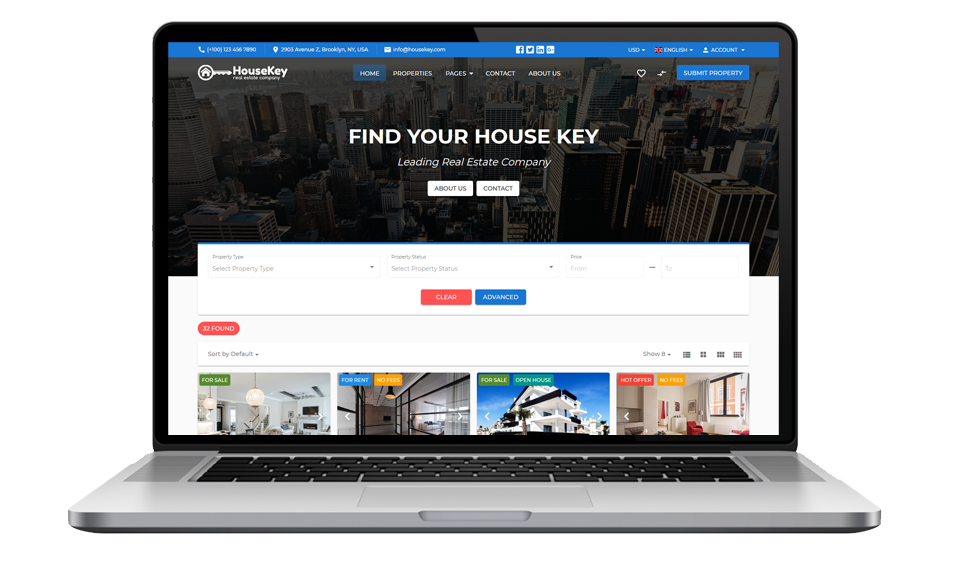 (+100) 123 456 7890 2903 Avenue Z, Brooklyn, NY, USA info@housekey.com USD ENGLISH ACCOUNT
HouseKey
real estate company
HOME PROPERTIES PAGES CONTACT ABOUT US SUBMIT PROPERTY
FIND YOUR HOUSE KEY
Leading Real Estate Company
ABOUT US CONTACT
Property Type Property Status Price
Select Property Type Select Property Status From To
CLEAR ADVANCED
32 FOUND
Sort by Default Show 8
FOR SALE FOR RENT NO FEES FOR SALE OPEN HOUSE HOT OFFER NO FEES